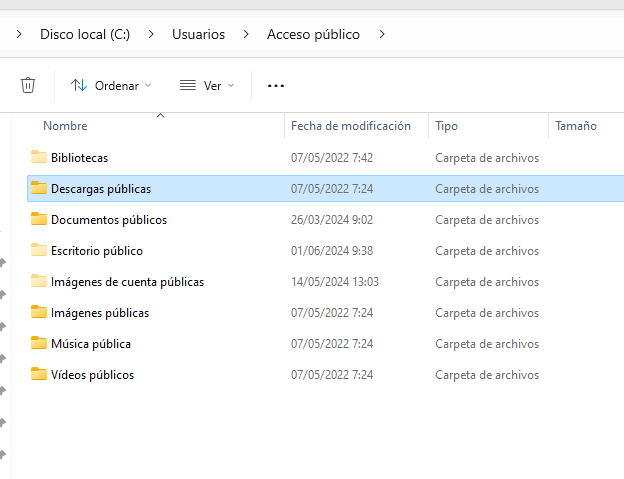 Disco local (C:) Usuarios Acceso público
Ordenar Ver
Nombre Fecha de modificación Tipo Tamaño
Bibliotecas 07/05/2022 7:42 Carpeta de archivos
Descargas públicas 07/05/2022 7:24 Carpeta de archivos
Documentos públicos 26/03/2024 9:02 Carpeta de archivos
Escritorio público 01/06/2024 9:38 Carpeta de archivos
Imágenes de cuenta públicas 14/05/2024 13:03 Carpeta de archivos
Imágenes públicas 07/05/2022 7:24 Carpeta de archivos
Música pública 07/05/2022 7:24 Carpeta de archivos
Vídeos públicos 07/05/2022 7:24 Carpeta de archivos